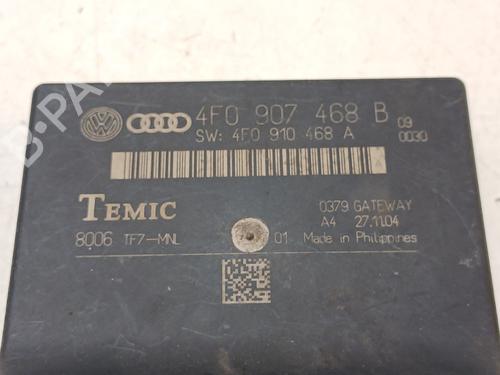 4F0 907 468 B 09
SW: 4F0 910 468 A 0030
TEMIC 0379 GATEWAY
A4 27.11.04
8006 TF7-MNL 01 Made in Philippines